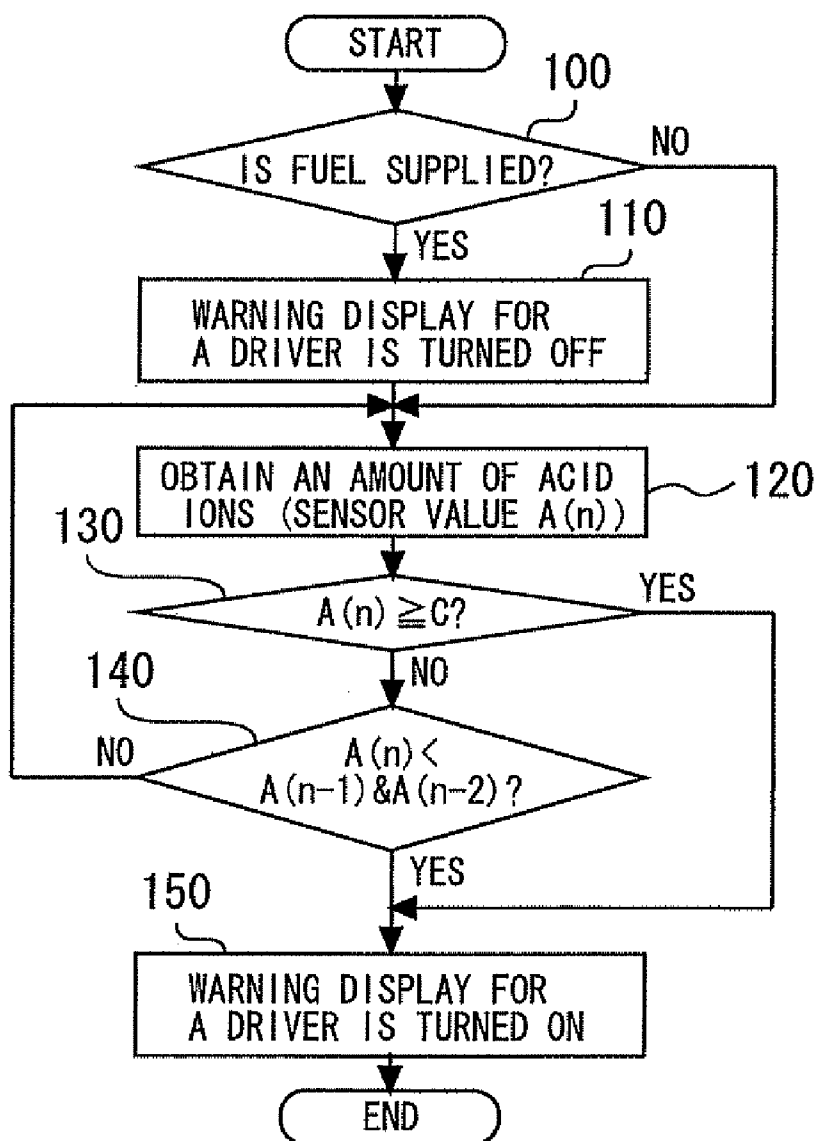 START
100
IS FUEL SUPPLIED?
NO
YES
110
WARNING DISPLAY FOR
A DRIVER IS TURNED OFF
OBTAIN AN AMOUNT OF ACID
IONS (SENSOR VALUE A(n))
120
130
A(n)≧C?
YES
NO
140
NO
A(n)<
A(n-1)&A(n-2)?
YES
150
WARNING DISPLAY FOR
A DRIVER IS TURNED ON
END